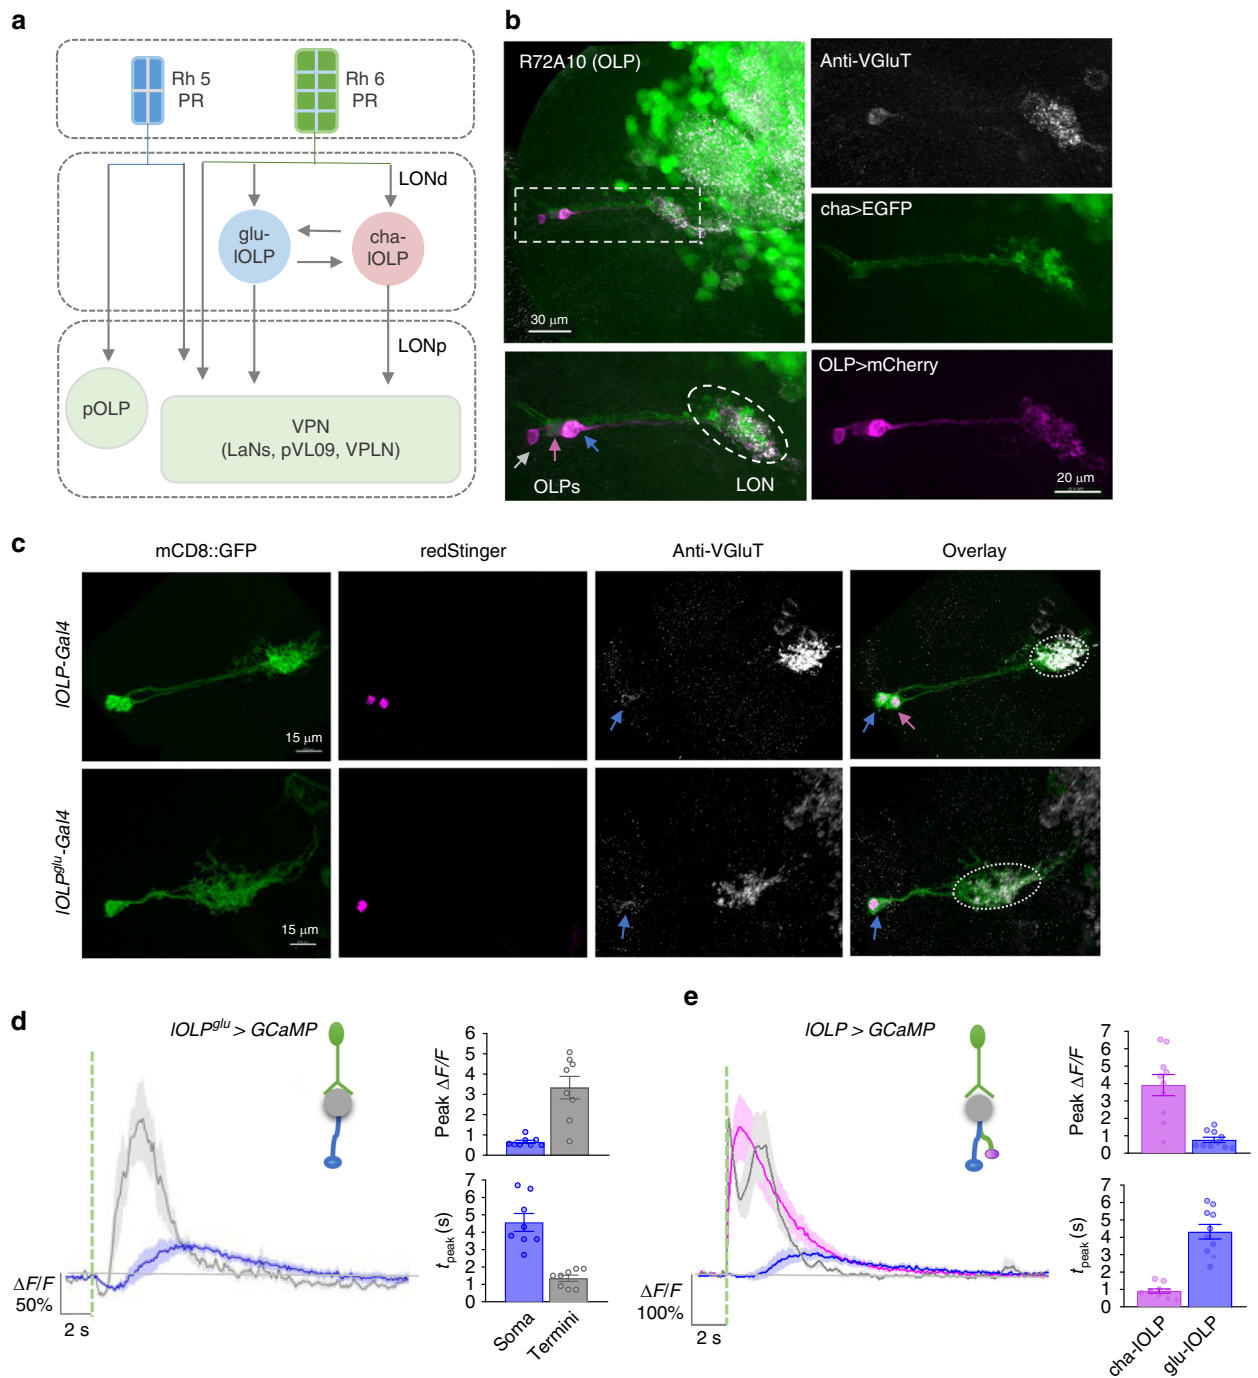 a
Rh 5
PR
Rh 6
PR
LONd
glu-
lOLP
cha-
lOLP
LONp
pOLP
VPN
(LaNs, pVL09, VPLN)
b
R72A10 (OLP)
30 μm
Anti-VGluT
cha>EGFP
OLPs
LON
OLP>mCherry
20 μm
c
mCD8::GFP
redStinger
Anti-VGluT
Overlay
lOLP-Gal4
15 μm
lOLPglu-Gal4
15 μm
d
lOLPglu > GCaMP
ΔF/F
50%
2 s
Peak ΔF/F
6
5
4
3
2
1
0
tpeak (s)
7
6
5
4
3
2
1
0
Soma
Termini
e
lOLP > GCaMP
ΔF/F
100%
2 s
Peak ΔF/F
7
6
5
4
3
2
1
0
tpeak (s)
7
6
5
4
3
2
1
0
cha-lOLP
glu-lOLP